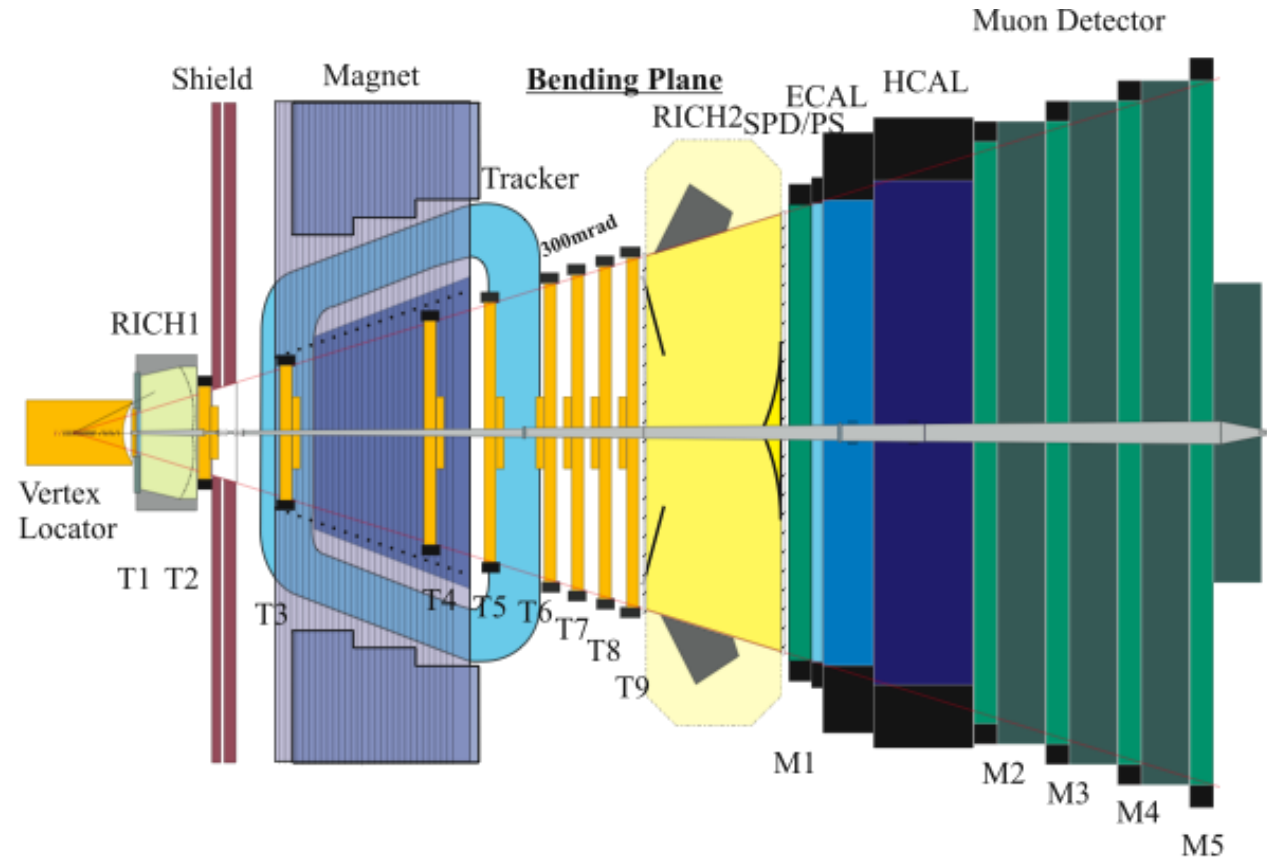 Muon Detector
Shield
Magnet
Bending Plane
ECAL
HCAL
RICH2
SPD/PS
Tracker
300mrad
RICH1
Vertex
Locator
T1
T2
T3
T4
T5
T6
T7
T8
T9
M1
M2
M3
M4
M5